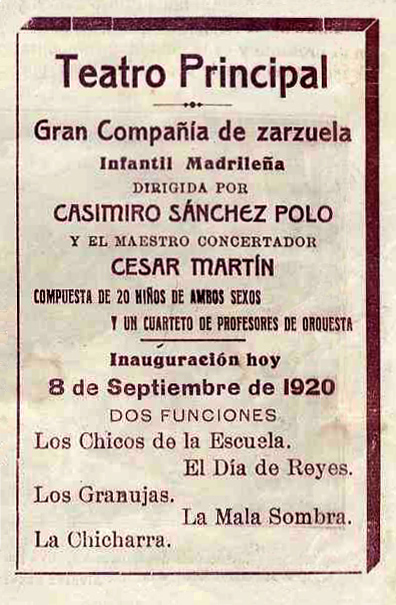 Teatro Principal
Gran Compañía de zarzuela
Infantil Madrileña
DIRIGIDA POR
CASIMIRO SÁNCHEZ POLO
Y EL MAESTRO CONCERTADOR
CESAR MARTÍN
COMPUESTA DE 20 NIÑOS DE AMBOS SEXOS
Y UN CUARTETO DE PROFESORES DE ORQUESTA
Inauguración hoy
8 de Septiembre de 1920
DOS FUNCIONES
Los Chicos de la Escuela.
El Día de Reyes.
Los Granujas.
La Mala Sombra.
La Chicharra.